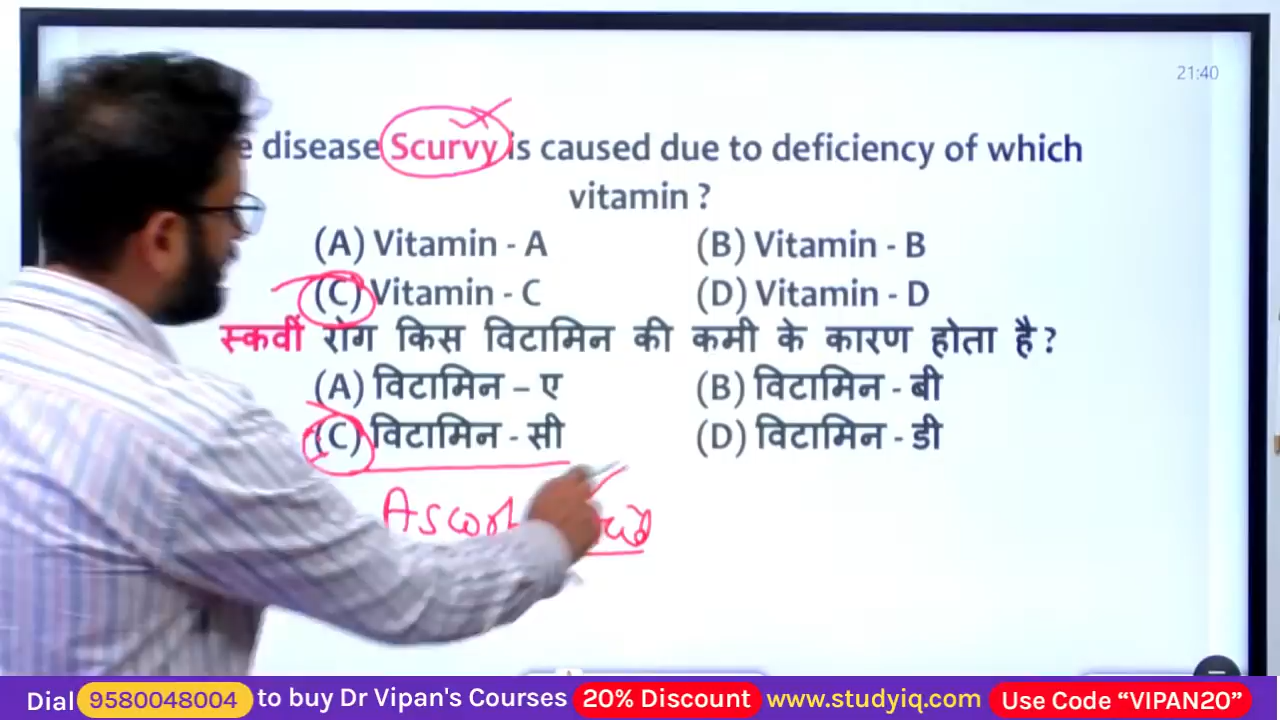 21:40
disease Scurvy is caused due to deficiency of which
vitamin ?
(A) Vitamin - A (B) Vitamin - B
(C) Vitamin - C (D) Vitamin - D
स्कर्वी रोग किस विटामिन की कमी के कारण होता है ?
(A) विटामिन – ए (B) विटामिन - बी
(C) विटामिन - सी (D) विटामिन - डी
Dial 9580048004 to buy Dr Vipan's Courses 20% Discount www.studyiq.com Use Code “VIPAN20”